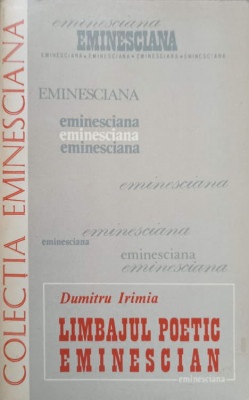 COLECȚIA EMINESCIANA
eminesciana
EMINESCIANA
EMINESCIANA • EMINESCIANA • EMINESCIANA • EMINESCIANA
EMINESCIANA
eminesciana
eminesciana
eminesciana
eminesciana
eminesciana
eminesciana
eminesciana
eminesciana
Dumitru Irimia
LIMBAJUL POETIC
EMINESCIAN
eminesciana